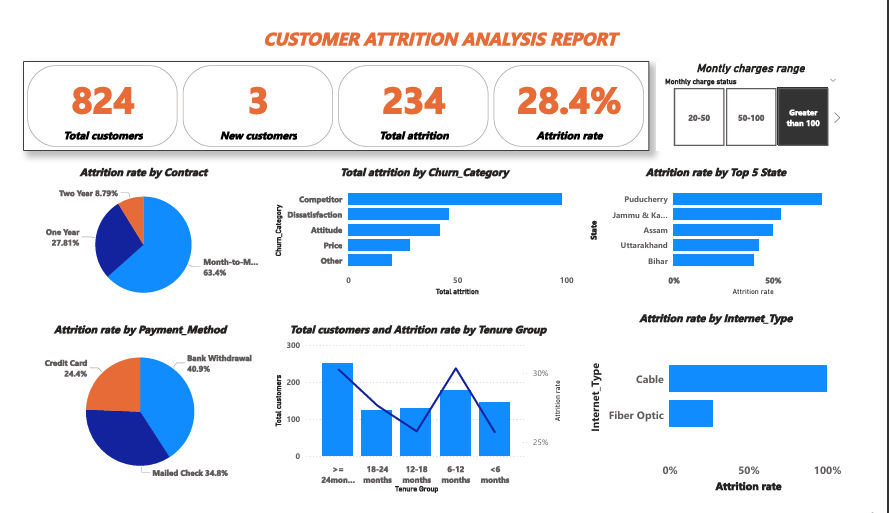 CUSTOMER ATTRITION ANALYSIS REPORT
824
Total customers
3
New customers
234
Total attrition
28.4%
Attrition rate
Montly charges range
Monthly charge status
20-50
50-100
Greater
than 100
Attrition rate by Contract
Two Year 8.79%
One Year
27.81%
Month-to-M...
63.4%
Total attrition by Churn_Category
Churn_Category
Competitor
Dissatisfaction
Attitude
Price
Other
0
50
100
Total attrition
Attrition rate by Top 5 State
State
Puducherry
Jammu & Ka...
Assam
Uttarakhand
Bihar
0%
50%
Attrition rate
Attrition rate by Payment_Method
Credit Card
24.4%
Bank Withdrawal
40.9%
Mailed Check 34.8%
Total customers and Attrition rate by Tenure Group
Total customers
300
200
100
0
30%
25%
Attrition rate
>=
24mon...
18-24
months
12-18
months
6-12
months
<6
months
Tenure Group
Attrition rate by Internet_Type
Internet_Type
Cable
Fiber Optic
0%
50%
100%
Attrition rate